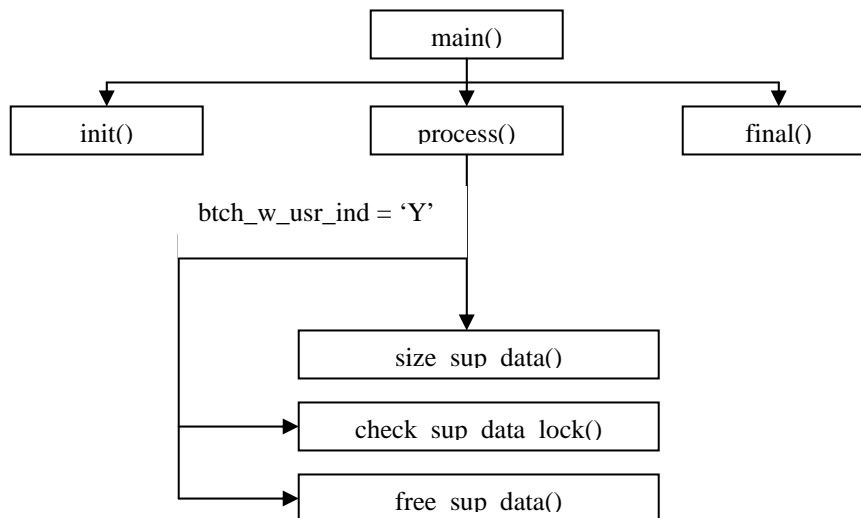 main()
init()
process()
final()
btch_w_usr_ind = ‘Y’
size_sup_data()
check_sup_data_lock()
free_sup_data()